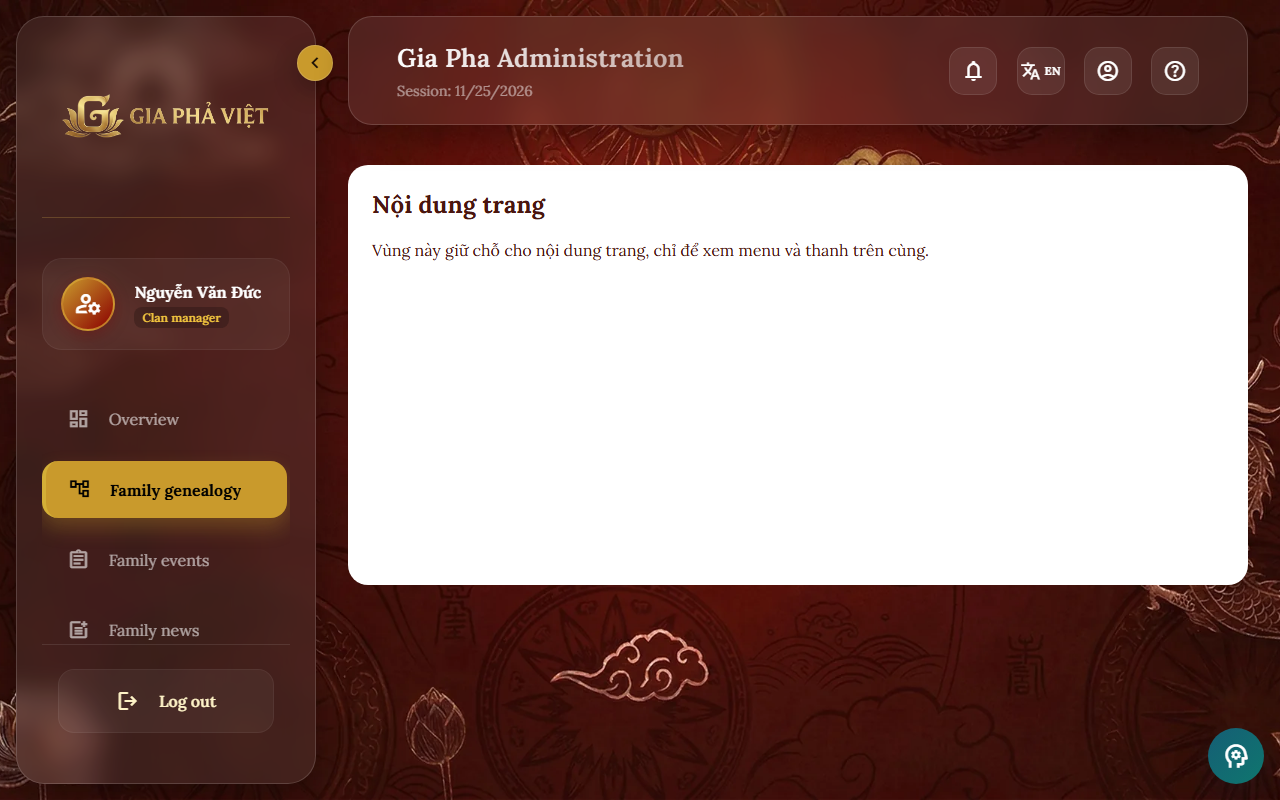 GIA PHẢ VIỆT
Nguyễn Văn Đức
Clan manager
Overview
Family genealogy
Family events
Family news
Log out
Gia Pha Administration
Session: 11/25/2026
EN
Nội dung trang
Vùng này giữ chỗ cho nội dung trang, chỉ để xem menu và thanh trên cùng.